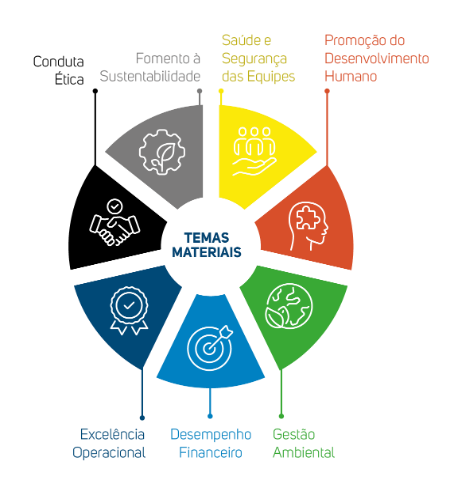 Conduta
Ética
Fomento à
Sustentabilidade
Saúde e
Segurança
das Equipes
Promoção do
Desenvolvimento
Humano
TEMAS
MATERIAIS
Excelência
Operacional
Desempenho
Financeiro
Gestão
Ambiental